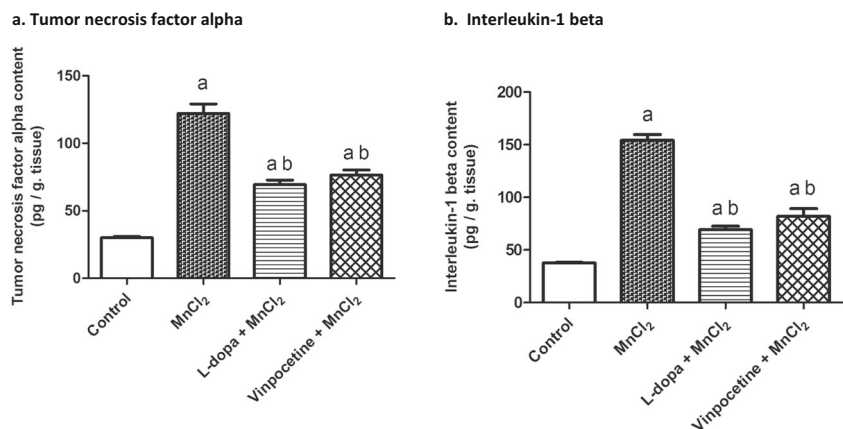 a. Tumor necrosis factor alpha
Tumor necrosis factor alpha content
(pg / g. tissue)
150
100
50
0
a
a b
a b
Control
MnCl₂
L-dopa + MnCl₂
Vinpocetine + MnCl₂
b. Interleukin-1 beta
Interleukin-1 beta content
(pg / g. tissue)
200
150
100
50
0
a
a b
a b
Control
MnCl₂
L-dopa + MnCl₂
Vinpocetine + MnCl₂